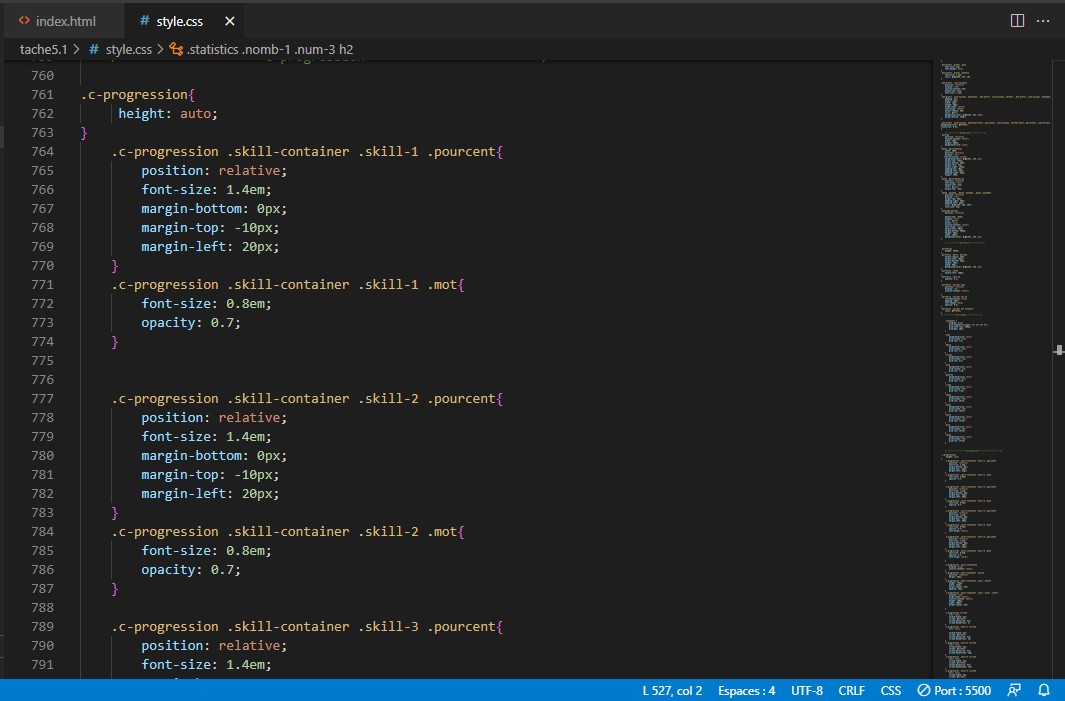 index.html
# style.css
tache5.1 > # style.css > .statistics .nomb-1 .num-3 h2
760
761 .c-progression{
762 height: auto;
763 }
764 .c-progression .skill-container .skill-1 .pourcent{
765 position: relative;
766 font-size: 1.4em;
767 margin-bottom: 0px;
768 margin-top: -10px;
769 margin-left: 20px;
770 }
771 .c-progression .skill-container .skill-1 .mot{
772 font-size: 0.8em;
773 opacity: 0.7;
774 }
775
776
777 .c-progression .skill-container .skill-2 .pourcent{
778 position: relative;
779 font-size: 1.4em;
780 margin-bottom: 0px;
781 margin-top: -10px;
782 margin-left: 20px;
783 }
784 .c-progression .skill-container .skill-2 .mot{
785 font-size: 0.8em;
786 opacity: 0.7;
787 }
788
789 .c-progression .skill-container .skill-3 .pourcent{
790 position: relative;
791 font-size: 1.4em;
L 527, col 2 Espaces : 4 UTF-8 CRLF CSS Port : 5500